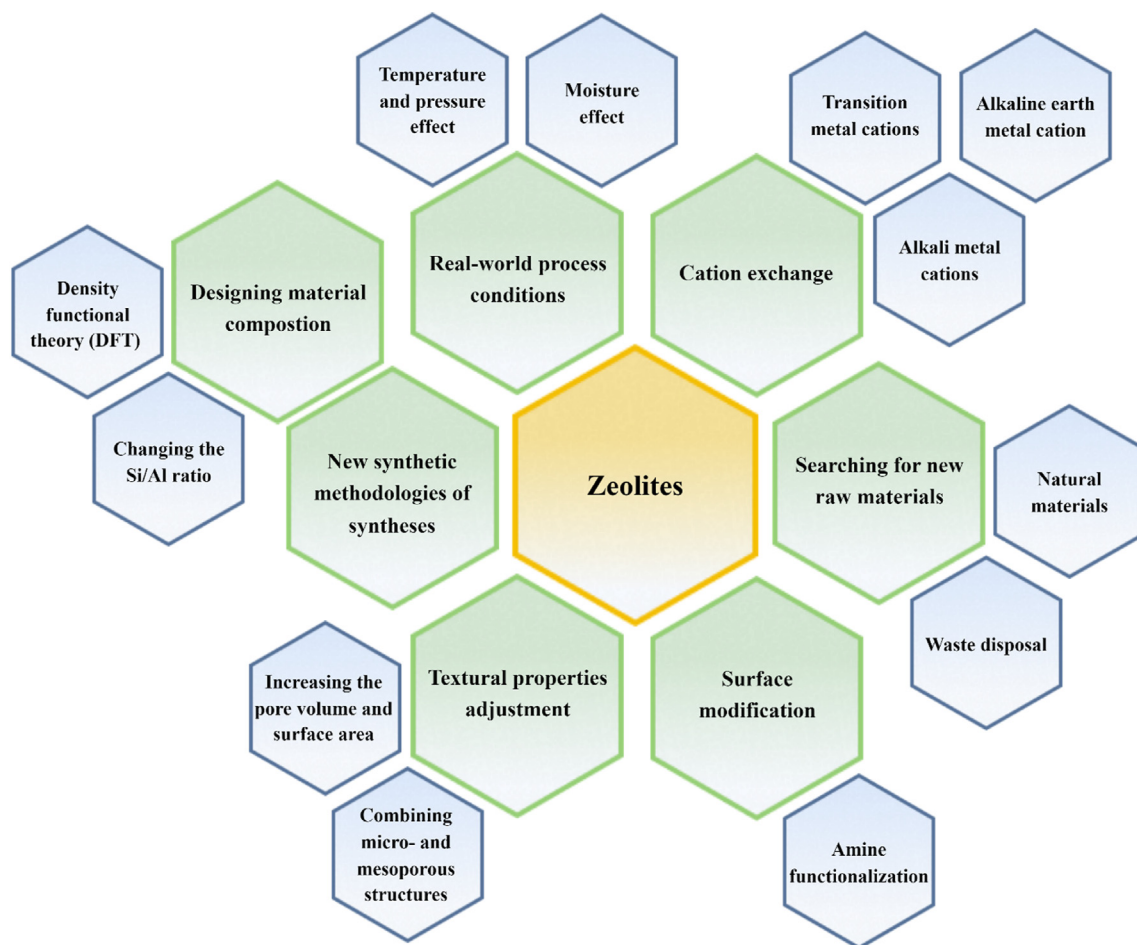 Temperature
and pressure
effect
Moisture
effect
Transition
metal cations
Alkaline earth
metal cation
Alkali metal
cations
Density
functional
theory (DFT)
Designing material
compostion
Real-world process
conditions
Cation exchange
Changing the
Si/Al ratio
New synthetic
methodologies of
syntheses
Zeolites
Searching for new
raw materials
Natural
materials
Waste disposal
Increasing the
pore volume and
surface area
Textural properties
adjustment
Surface
modification
Combining
micro- and
mesoporous
structures
Amine
functionalization